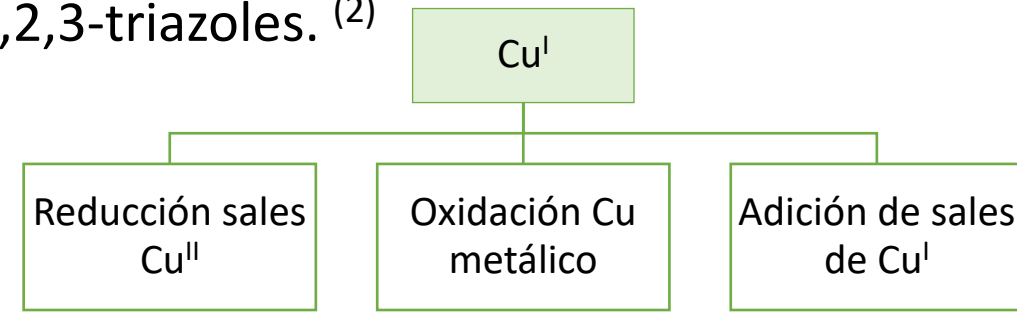 ,2,3-triazoles. (2)
Cuᴵ
Reducción sales
Cuᴵᴵ
Oxidación Cu
metálico
Adición de sales
de Cuᴵ